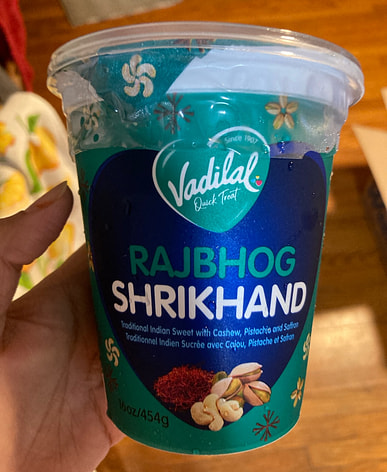 Since 1907
Vadilal
Quick Treat
RAJBHOG
SHRIKHAND
Traditional Indian Sweet with Cashew, Pistachio and Saffron
Traditionnel Indien Sucrée avec Cajou, Pistache et Safran
16oz/454g